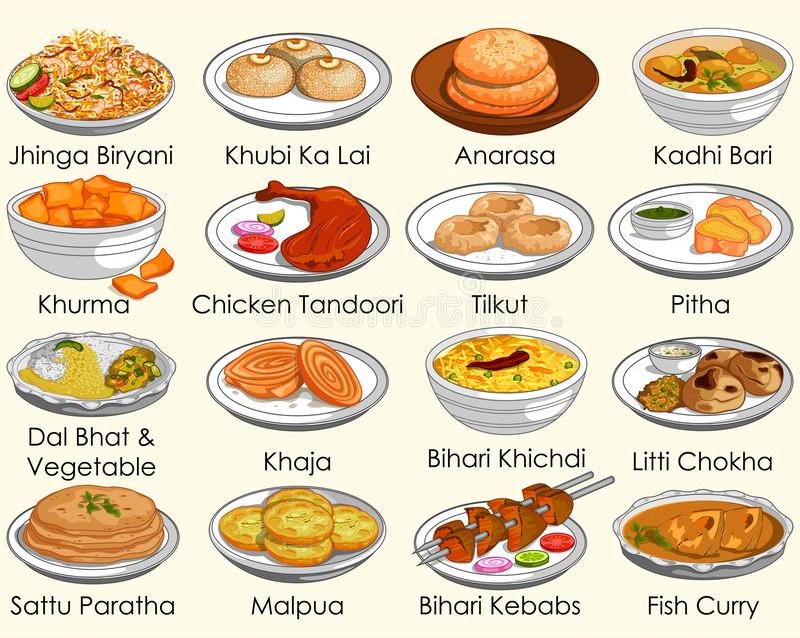 Jhinga Biryani
Khubi Ka Lai
Anarasa
Kadhi Bari
Khurma
Chicken Tandoori
Tilkut
Pitha
Dal Bhat &
Vegetable
Khaja
Bihari Khichdi
Litti Chokha
Sattu Paratha
Malpua
Bihari Kebabs
Fish Curry
dreamstime